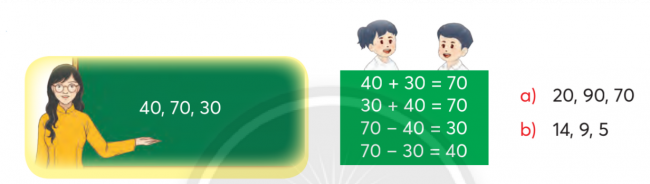 40, 70, 30
40 + 30 = 70
30 + 40 = 70
70 – 40 = 30
70 – 30 = 40
a) 20, 90, 70
b) 14, 9, 5